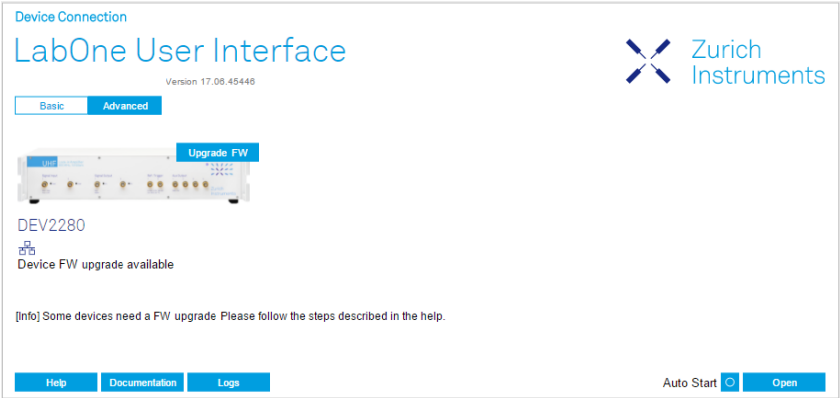 Device Connection
LabOne User Interface
Version 17.06.45446
Zurich
Instruments
Basic
Advanced
Upgrade FW
UHF
DEV2280
Device FW upgrade available
[Info] Some devices need a FW upgrade Please follow the steps described in the help.
Help
Documentation
Logs
Auto Start
Open